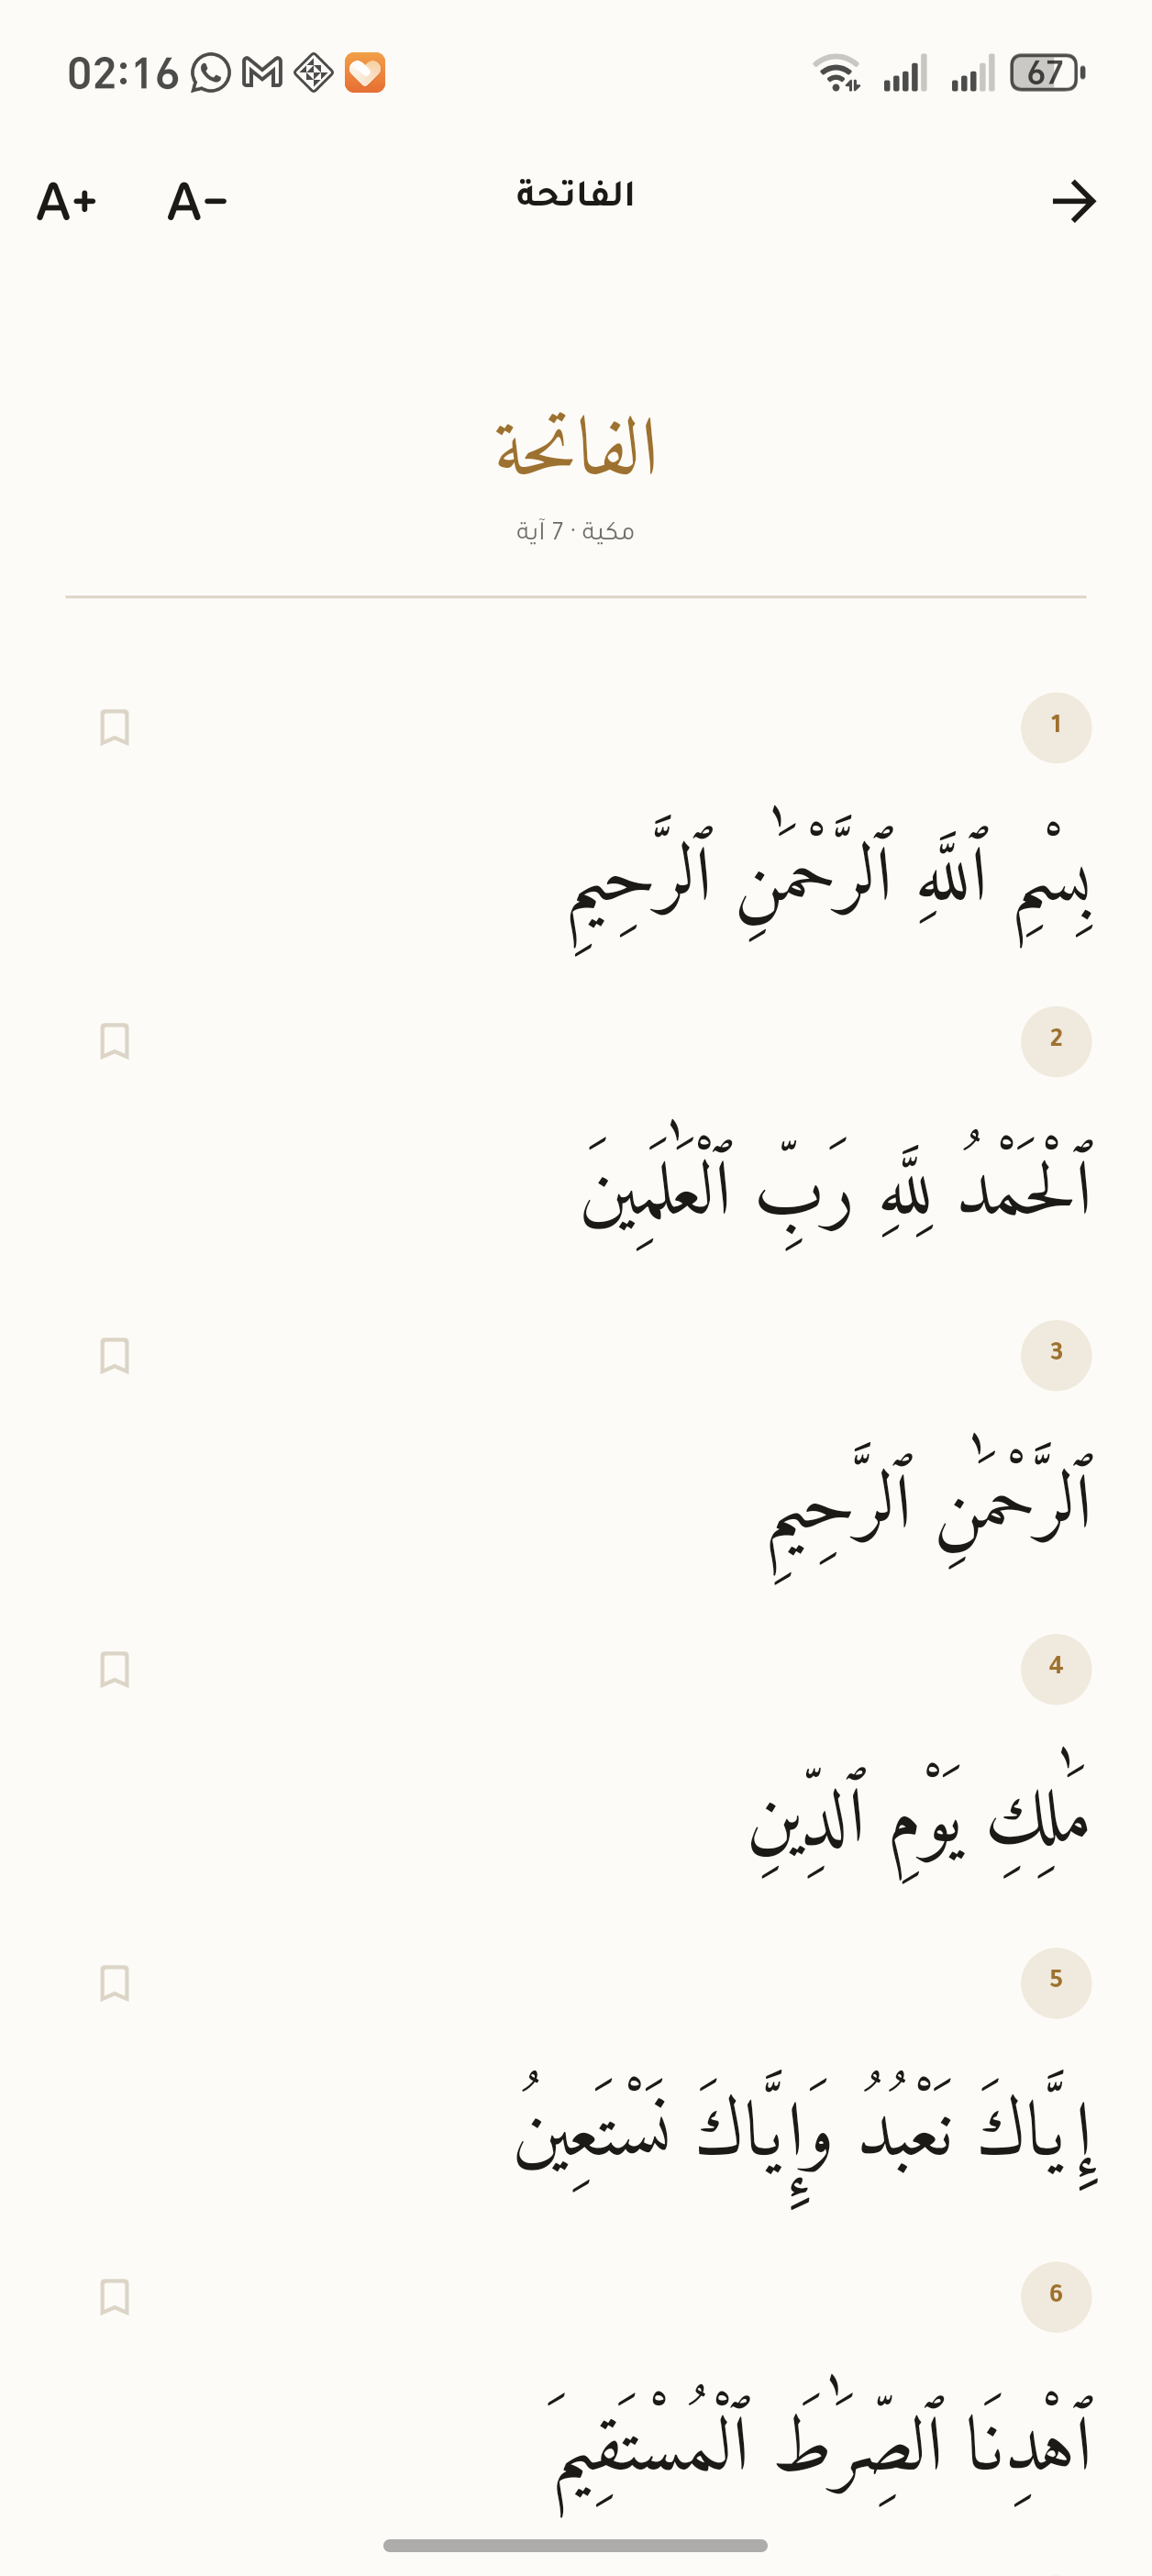 02:16
67
A+ A-
الفاتحة
الفاتحة
مكية · 7 آية
1
بِسْمِ ٱللَّهِ ٱلرَّحْمَٰنِ ٱلرَّحِيمِ
2
ٱلْحَمْدُ لِلَّهِ رَبِّ ٱلْعَٰلَمِينَ
3
ٱلرَّحْمَٰنِ ٱلرَّحِيمِ
4
مَٰلِكِ يَوْمِ ٱلدِّينِ
5
إِيَّاكَ نَعْبُدُ وَإِيَّاكَ نَسْتَعِينُ
6
ٱهْدِنَا ٱلصِّرَٰطَ ٱلْمُسْتَقِيمَ